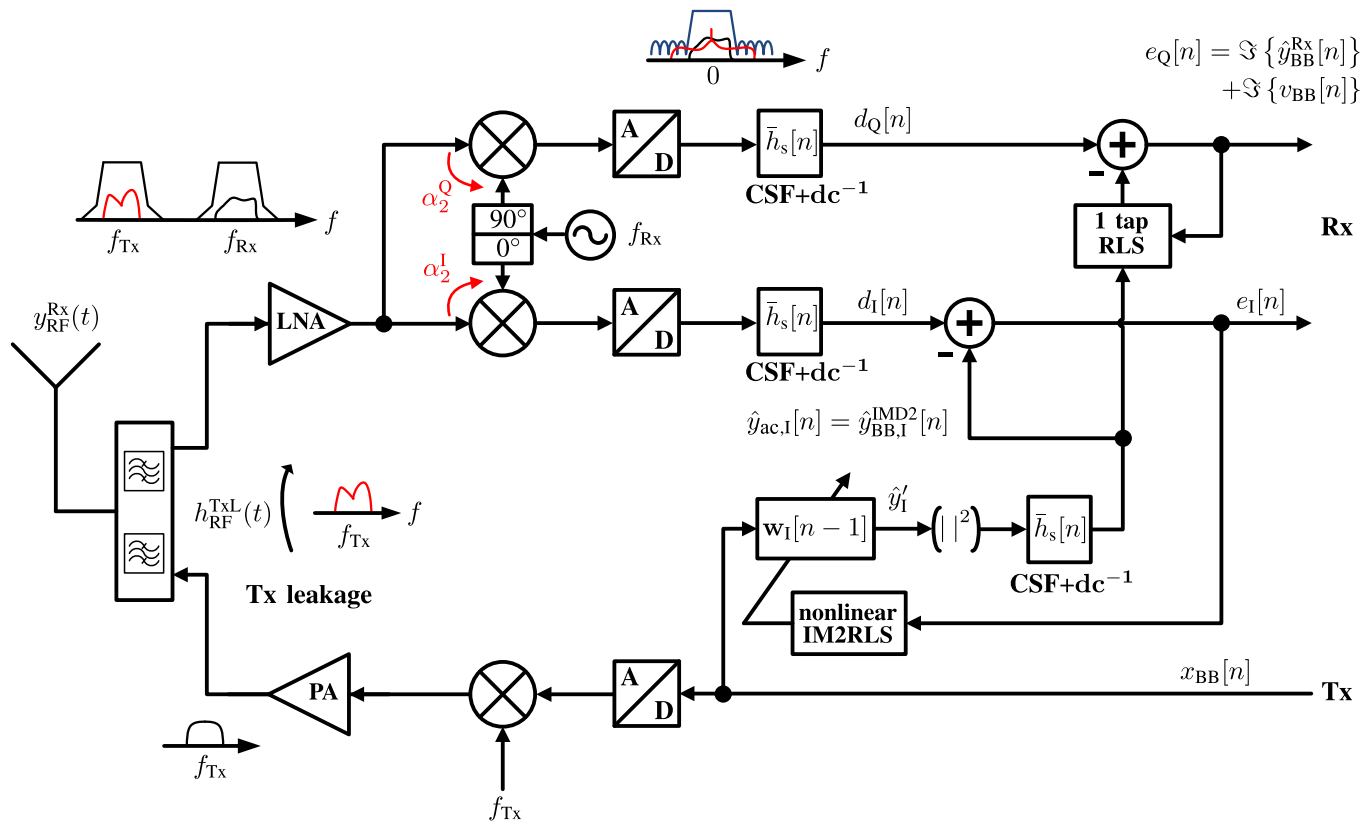 e_Q[n] = ℑ {ŷ_BB^Rx[n]}
+ℑ {v_BB[n]}
f
0
A
D
h̄_s[n]
d_Q[n]
CSF+dc⁻¹
-
+
α_2^Q
f
f_Tx
f_Rx
90°
0°
f_Rx
1 tap
RLS
Rx
α_2^I
y_RF^Rx(t)
LNA
A
D
h̄_s[n]
d_I[n]
CSF+dc⁻¹
+
-
e_I[n]
ŷ_ac,I[n] = ŷ_BB,I^IMD2[n]
h_RF^TxL(t)
f
f_Tx
w_I[n − 1]
ŷ′_I
(| |²)
h̄_s[n]
CSF+dc⁻¹
Tx leakage
nonlinear
IM2RLS
PA
A
D
x_BB[n]
Tx
f_Tx
f_Tx